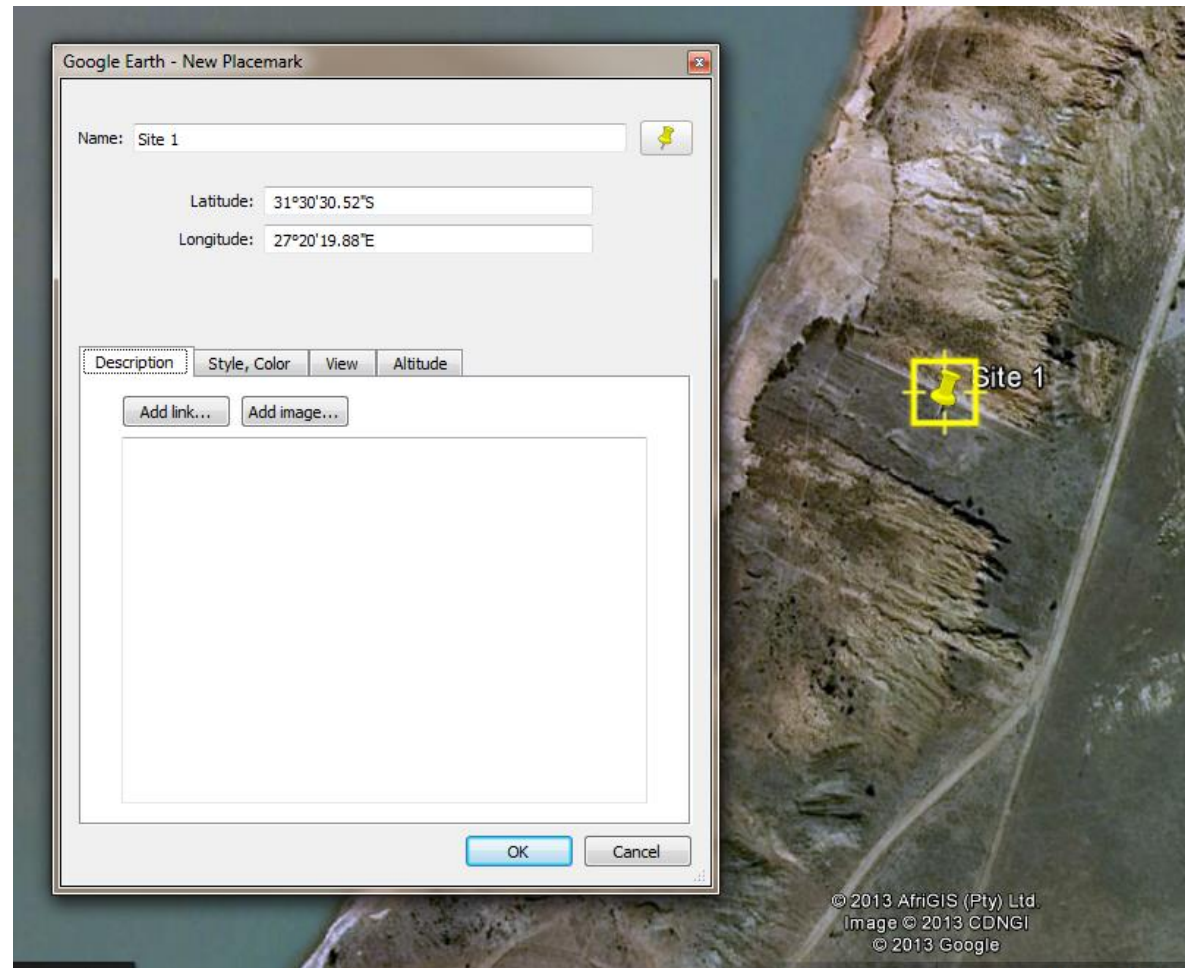 Google Earth - New Placemark
Name: Site 1
Latitude: 31°30'30.52"S
Longitude: 27°20'19.88"E
Description Style, Color View Altitude
Add link... Add image...
Site 1
OK Cancel
© 2013 AfriGIS (Pty) Ltd.
Image © 2013 CDNGI
© 2013 Google